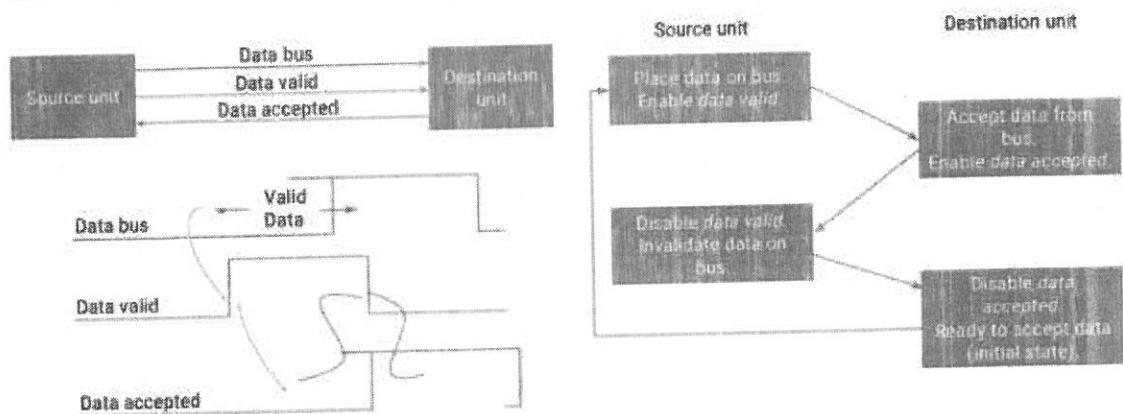 Source unit
Data bus
Data valid
Data accepted
Destination
unit
Valid
Data
Data bus
Data valid
Data accepted
Source unit
Destination unit
Place data on bus.
Enable data valid.
Accept data from
bus.
Enable data accepted.
Disable data valid.
Invalidate data on
bus.
Disable data
accepted.
Ready to accept data
(initial state).